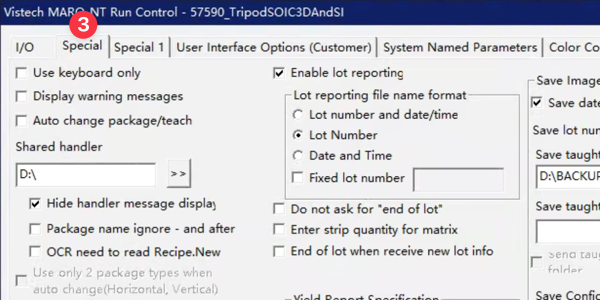 Vistech MARQ_NT Run Control - 57590_TripodSOIC3DAndSI
3
I/O
Special
Special 1
User Interface Options (Customer)
System Named Parameters
Color Co
Use keyboard only
Display warning messages
Auto change package/teach
Shared handler
D:\
>>
Hide handler message display
Package name ignore - and after
OCR need to read Recipe.New
Use only 2 package types when
auto change(Horizontal, Vertical)
Enable lot reporting
Lot reporting file name format
Lot number and date/time
Lot Number
Date and Time
Fixed lot number
Do not ask for "end of lot"
Enter strip quantity for matrix
End of lot when receive new lot info
Yield Report Specification
Save Image
Save date
Save lot num
Save taught
D:\BACKUP
Save taught
Send taug
folder
Save Config